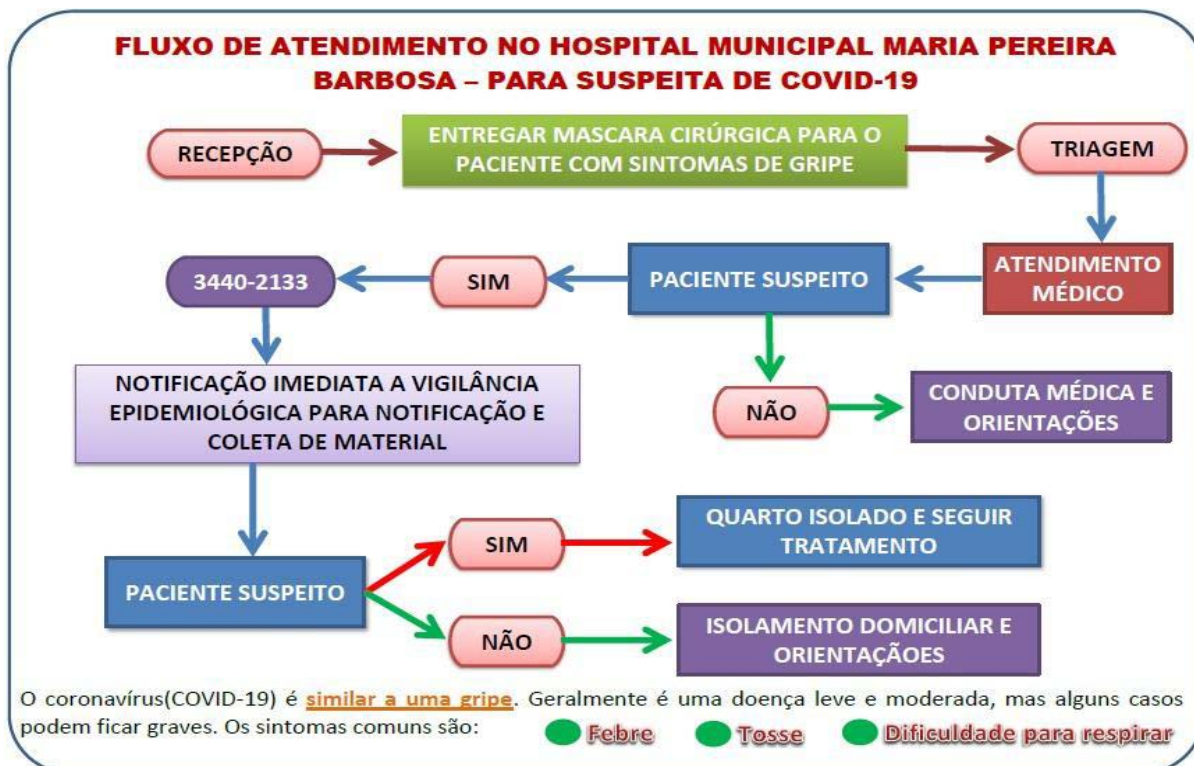 FLUXO DE ATENDIMENTO NO HOSPITAL MUNICIPAL MARIA PEREIRA
BARBOSA – PARA SUSPEITA DE COVID-19
RECEPÇÃO
ENTREGAR MASCARA CIRÚRGICA PARA O
PACIENTE COM SINTOMAS DE GRIPE
TRIAGEM
ATENDIMENTO
MÉDICO
PACIENTE SUSPEITO
SIM
3440-2133
NÃO
CONDUTA MÉDICA E
ORIENTAÇÕES
NOTIFICAÇÃO IMEDIATA A VIGILÂNCIA
EPIDEMIOLÓGICA PARA NOTIFICAÇÃO E
COLETA DE MATERIAL
PACIENTE SUSPEITO
SIM
QUARTO ISOLADO E SEGUIR
TRATAMENTO
NÃO
ISOLAMENTO DOMICILIAR E
ORIENTAÇÃOES
O coronavírus(COVID-19) é similar a uma gripe. Geralmente é uma doença leve e moderada, mas alguns casos
podem ficar graves. Os sintomas comuns são: Febre Tosse Dificuldade para respirar